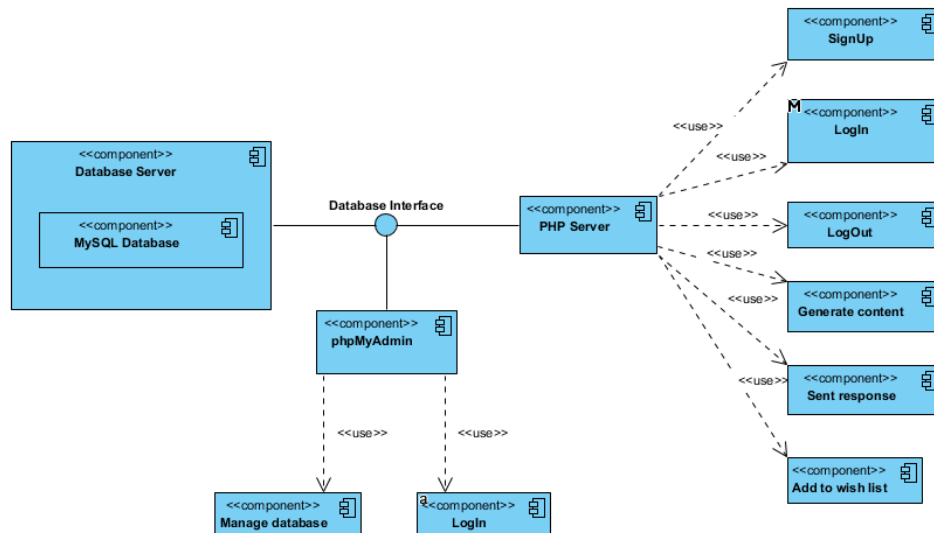 <<component>>
SignUp
<<use>>
M
<<component>>
LogIn
<<use>>
<<component>>
Database Server
<<component>>
MySQL Database
Database Interface
<<component>>
PHP Server
<<use>>
<<component>>
LogOut
<<use>>
<<component>>
Generate content
<<use>>
<<component>>
phpMyAdmin
<<component>>
Sent response
<<use>>
<<use>>
<<use>>
<<component>>
Add to wish list
<<component>>
Manage database
a
<<component>>
LogIn